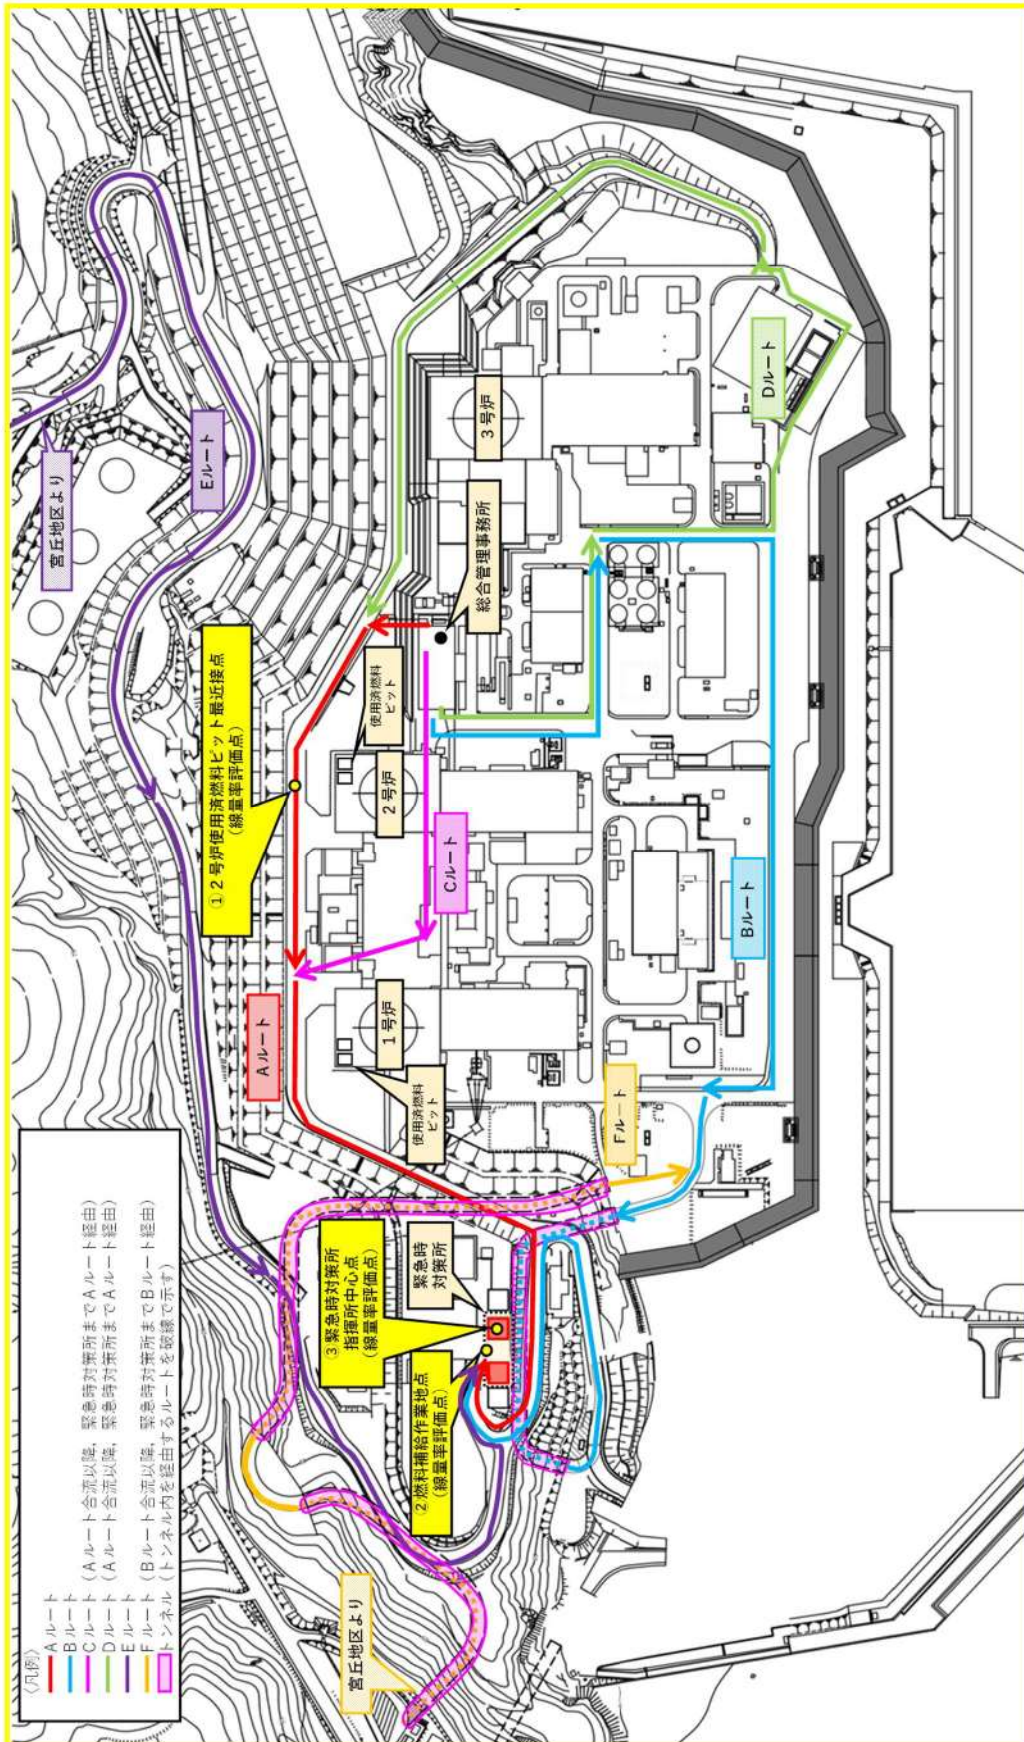 〈凡例〉
Aルート
Bルート
Cルート（Aルート合流以降，緊急時対策所までAルート経由）
Dルート（Aルート合流以降，緊急時対策所までAルート経由）
Eルート
Fルート（Bルート合流以降，緊急時対策所までBルート経由）
トンネル（トンネル内を経由するルートを破線で示す）
宮丘地区より
Eルート
①2号炉使用済燃料ピット最近接点
（線量率評価点）
Aルート
使用済燃料
ピット
総合管理事務所
3号炉
2号炉
1号炉
使用済燃料
ピット
Cルート
Dルート
Bルート
Fルート
緊急時
対策所
③緊急時対策所
指揮所中心点
（線量率評価点）
②燃料補給作業地点
（線量率評価点）
宮丘地区より